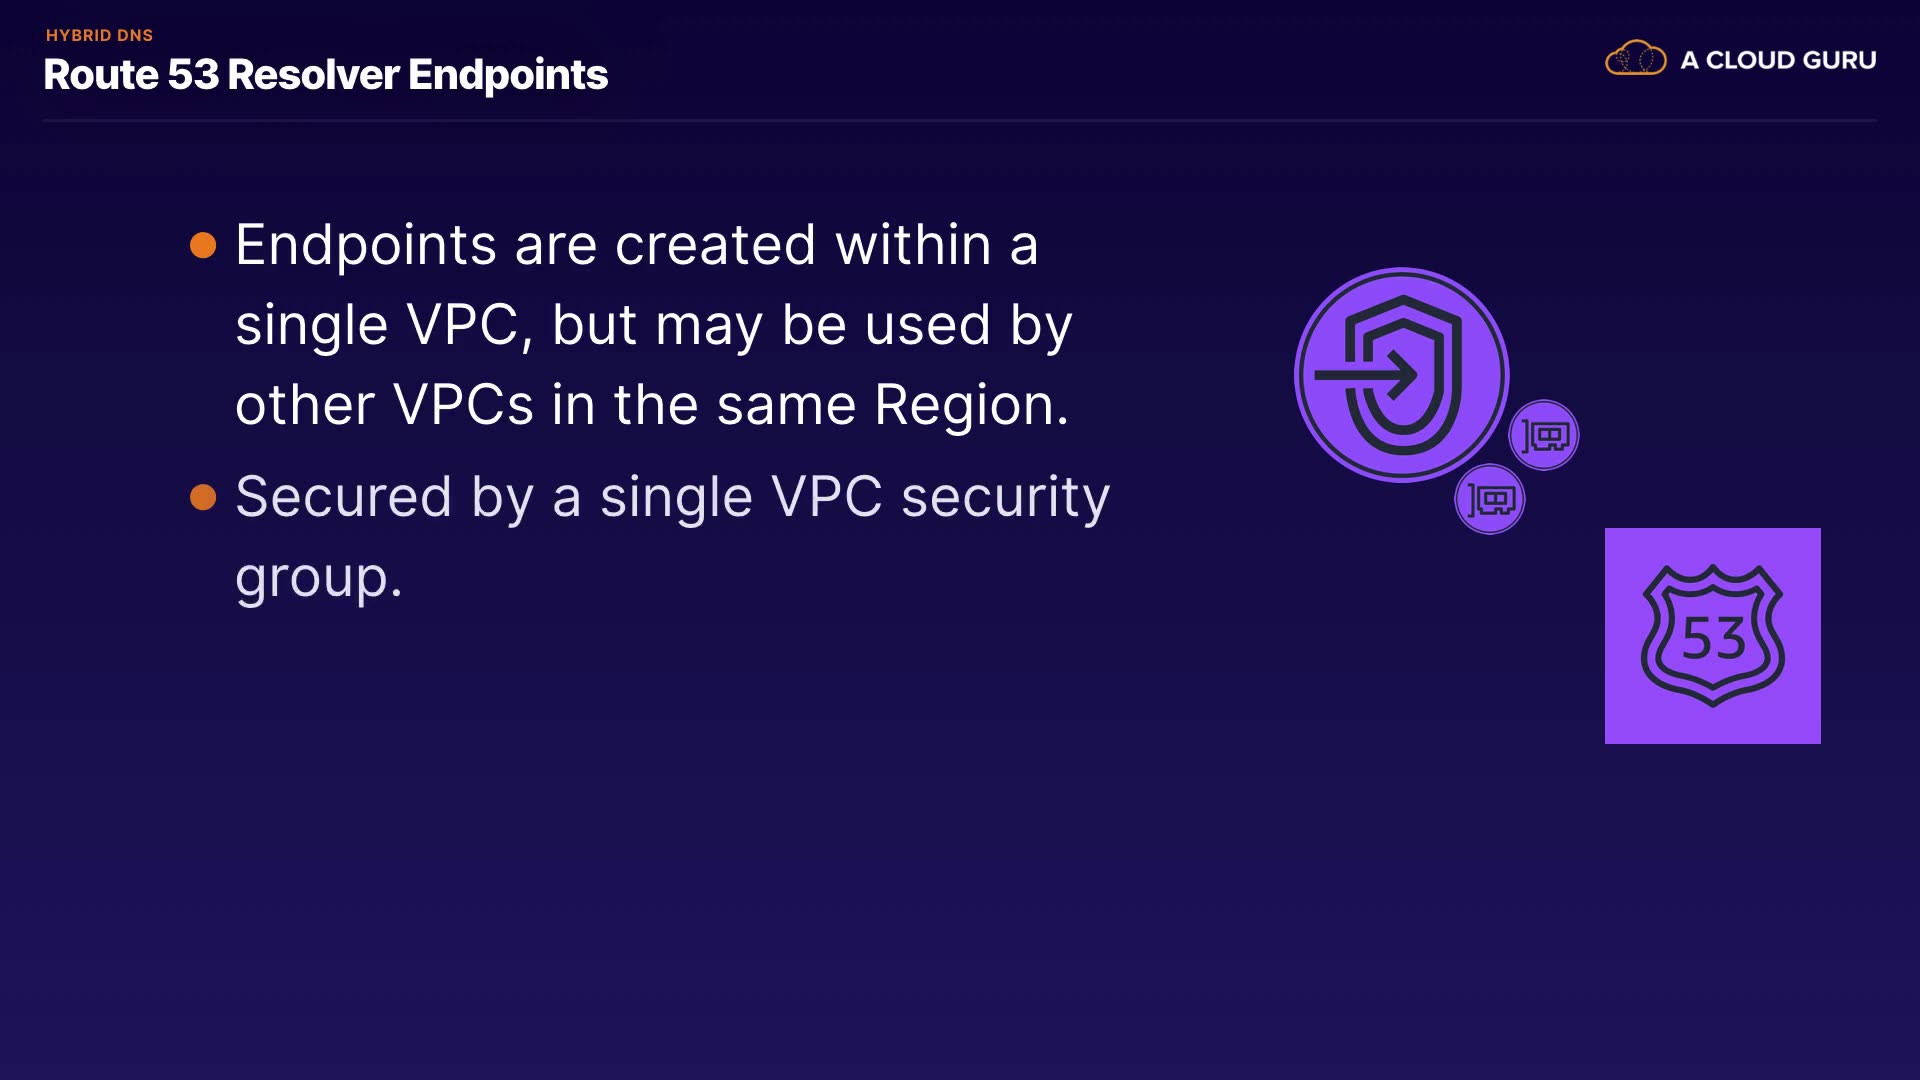 HYBRID DNS
Route 53 Resolver Endpoints
A CLOUD GURU
Endpoints are created within a
single VPC, but may be used by
other VPCs in the same Region.
Secured by a single VPC security
group.
53